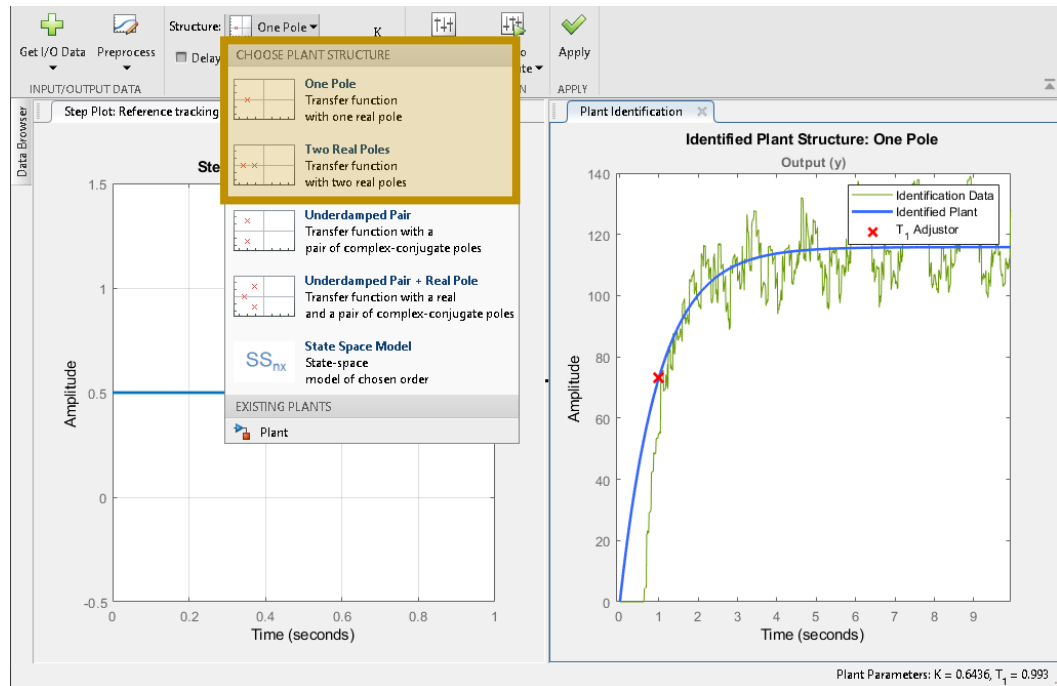 Get I/O Data
Preprocess
Structure:
One Pole
Delay
K
Apply
INPUT/OUTPUT DATA
APPLY
Data Browser
Step Plot: Reference tracking
CHOOSE PLANT STRUCTURE
One Pole
Transfer function
with one real pole
Two Real Poles
Transfer function
with two real poles
Underdamped Pair
Transfer function with a
pair of complex-conjugate poles
Underdamped Pair + Real Pole
Transfer function with a real
and a pair of complex-conjugate poles
SSnx
State Space Model
State-space
model of chosen order
EXISTING PLANTS
Plant
Ste
Amplitude
1.5
1
0.5
0
-0.5
0 0.2 0.4 0.6 0.8 1
Time (seconds)
Plant Identification
Identified Plant Structure: One Pole
Output (y)
Identification Data
Identified Plant
T1 Adjustor
Amplitude
140
120
100
80
60
40
20
0
0 1 2 3 4 5 6 7 8 9
Time (seconds)
Plant Parameters: K = 0.6436, T1 = 0.993